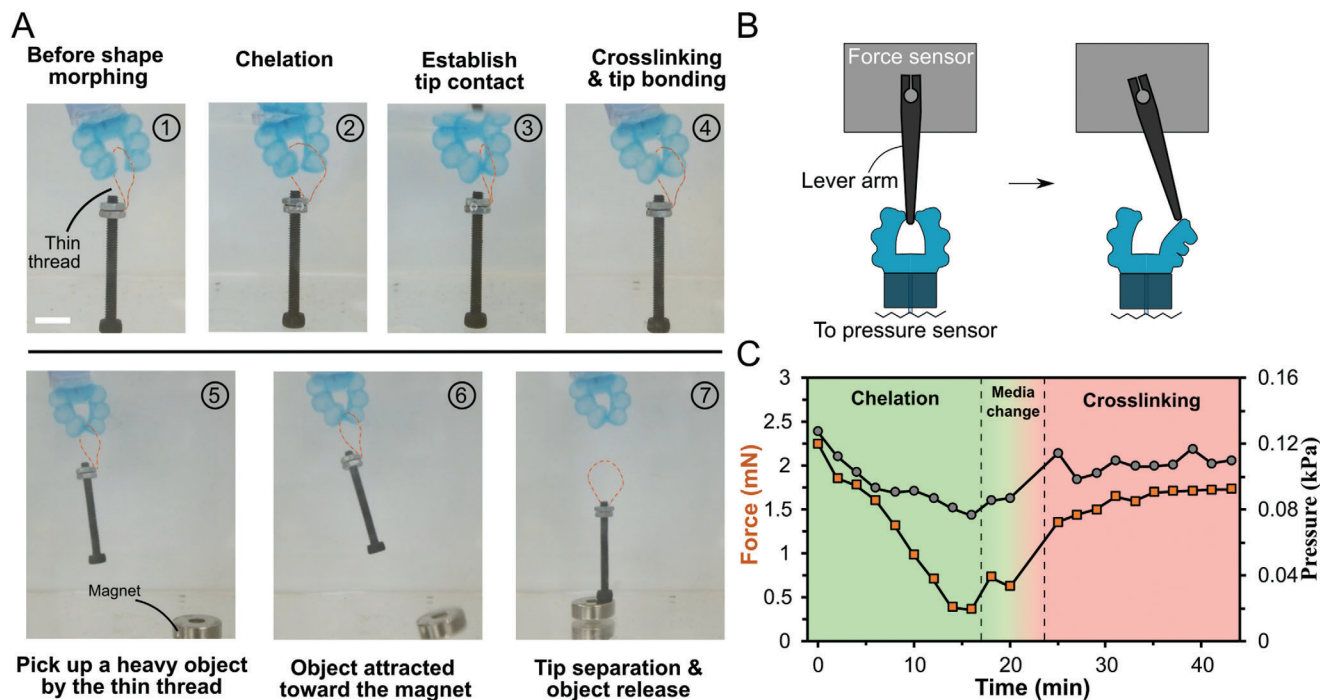 A
Before shape
morphing
Chelation
Establish
tip contact
Crosslinking
& tip bonding
1
2
3
4
Thin
thread
5
6
7
Magnet
Pick up a heavy object
by the thin thread
Object attracted
toward the magnet
Tip separation &
object release
B
Force sensor
Lever arm
To pressure sensor
C
Chelation
Media
change
Crosslinking
Force (mN)
3
2.5
2
1.5
1
0.5
0
0.16
0.12
0.08
0.04
0
Pressure (kPa)
0
10
20
30
40
Time (min)